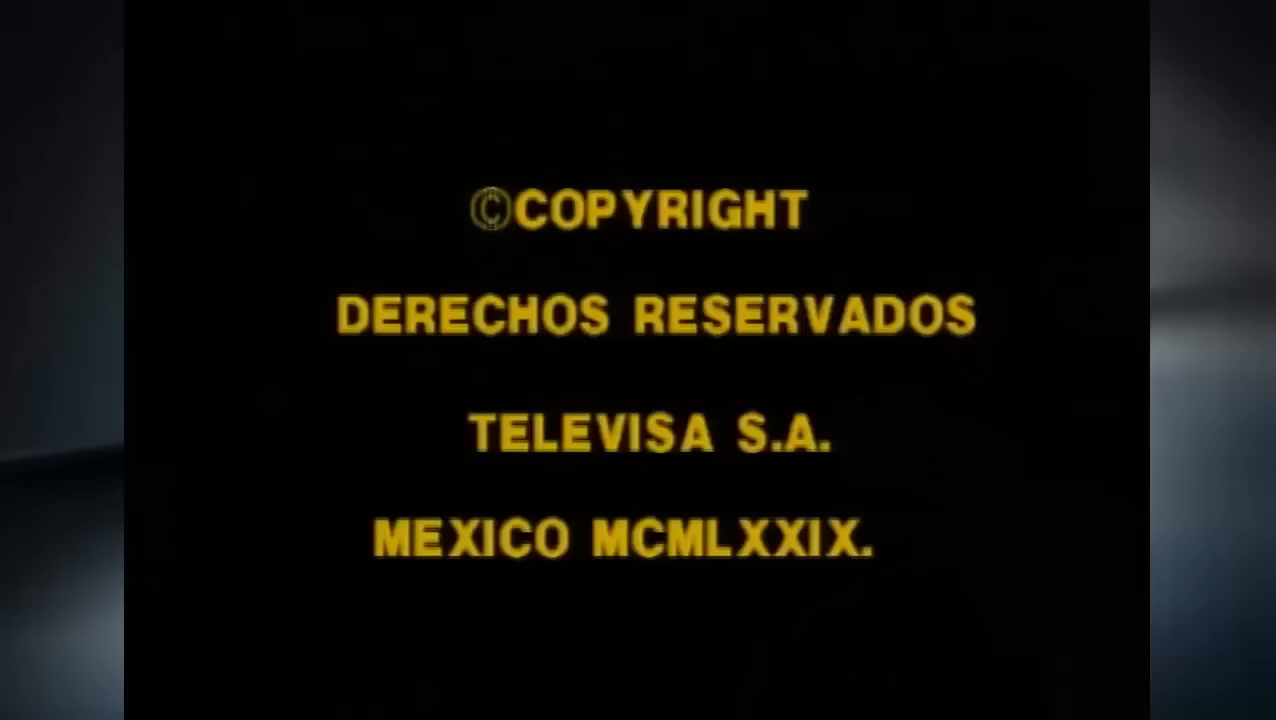 ©COPYRIGHT
DERECHOS RESERVADOS
TELEVISA S.A.
MEXICO MCMLXXIX.